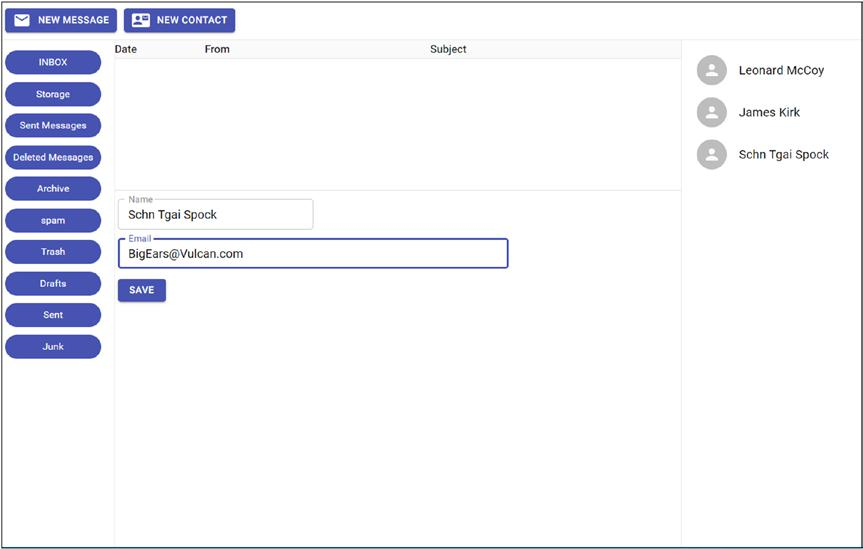 NEW MESSAGE NEW CONTACT
Date From Subject
INBOX
Storage
Sent Messages
Deleted Messages
Archive
spam
Trash
Drafts
Sent
Junk
Name
Schn Tgai Spock
Email
BigEars@Vulcan.com
SAVE
Leonard McCoy
James Kirk
Schn Tgai Spock